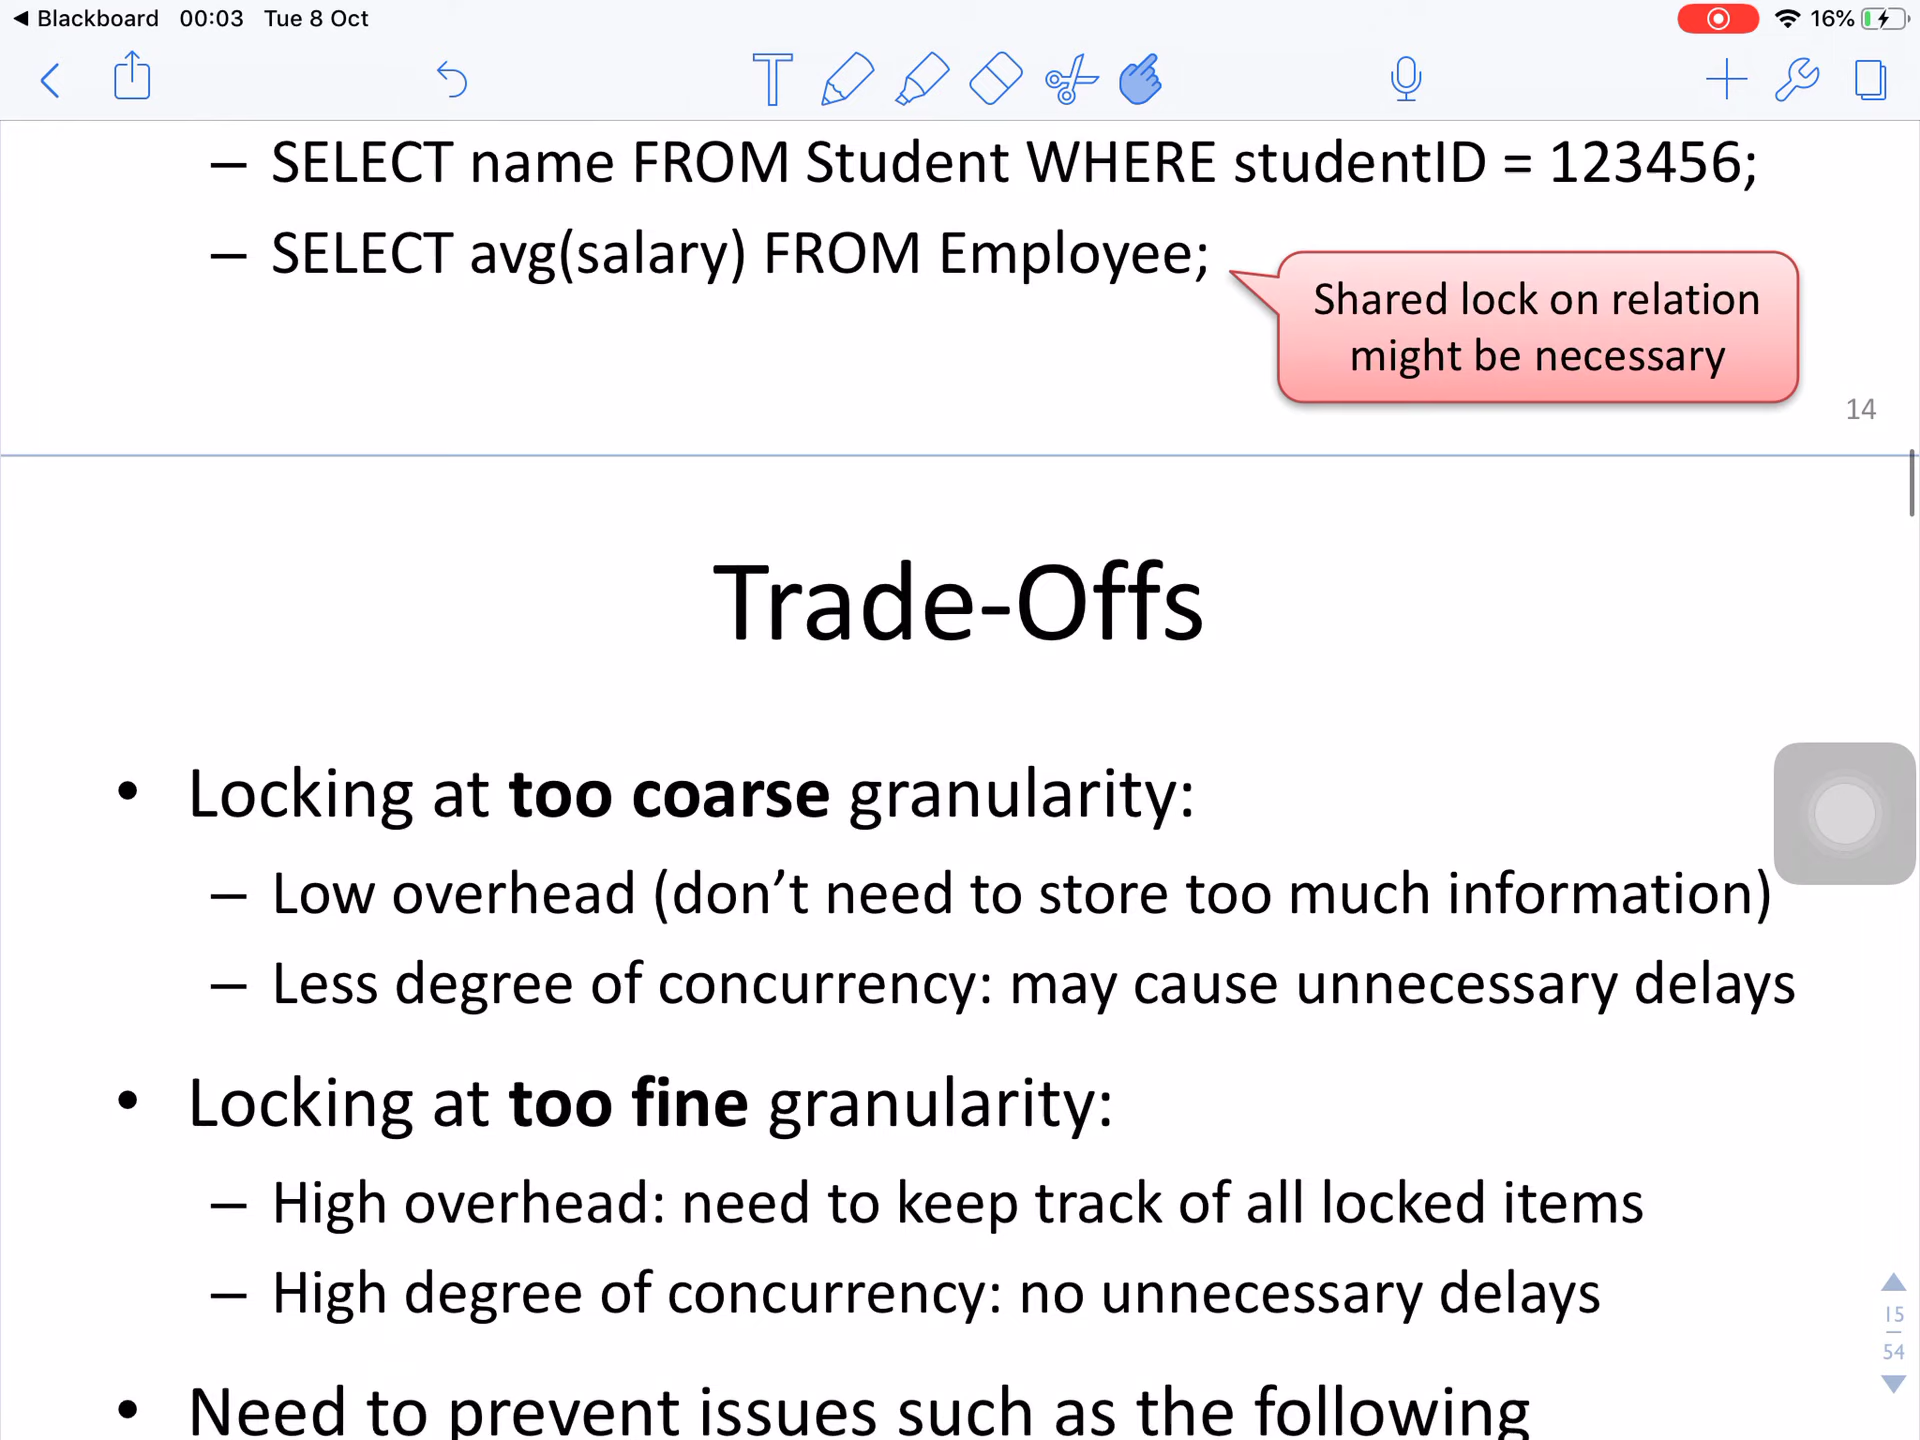 ◀ Blackboard 00:03 Tue 8 Oct 16%
– SELECT name FROM Student WHERE studentID = 123456;
– SELECT avg(salary) FROM Employee;
Shared lock on relation
might be necessary
14
Trade-Offs
• Locking at too coarse granularity:
– Low overhead (don’t need to store too much information)
– Less degree of concurrency: may cause unnecessary delays
• Locking at too fine granularity:
– High overhead: need to keep track of all locked items
– High degree of concurrency: no unnecessary delays
15
54
• Need to prevent issues such as the following